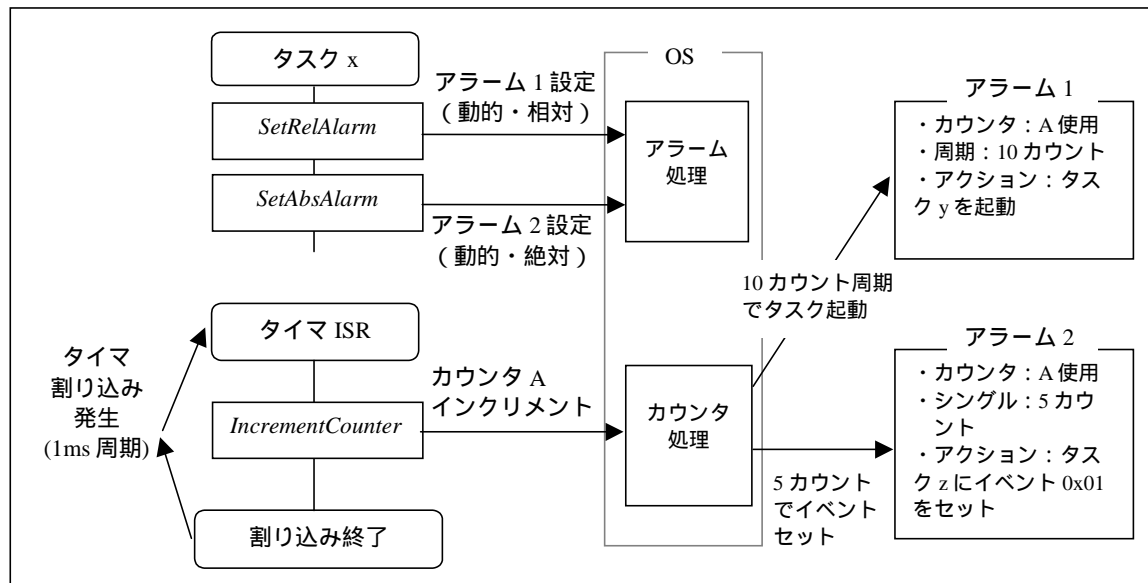 タスク x
SetRelAlarm
SetAbsAlarm
アラーム 1 設定
（動的・相対）
アラーム 2 設定
（動的・絶対）
OS
アラーム
処理
アラーム 1
・カウンタ：A 使用
・周期：10 カウント
・アクション：タス
ク y を起動
10 カウント周期
でタスク起動
タイマ
割り込み
発生
(1ms 周期)
タイマ ISR
IncrementCounter
割り込み終了
カウンタ A
インクリメント
カウンタ
処理
5 カウント
でイベント
セット
アラーム 2
・カウンタ：A 使用
・シングル：5 カウ
ント
・アクション：タス
ク z にイベント 0x01
をセット